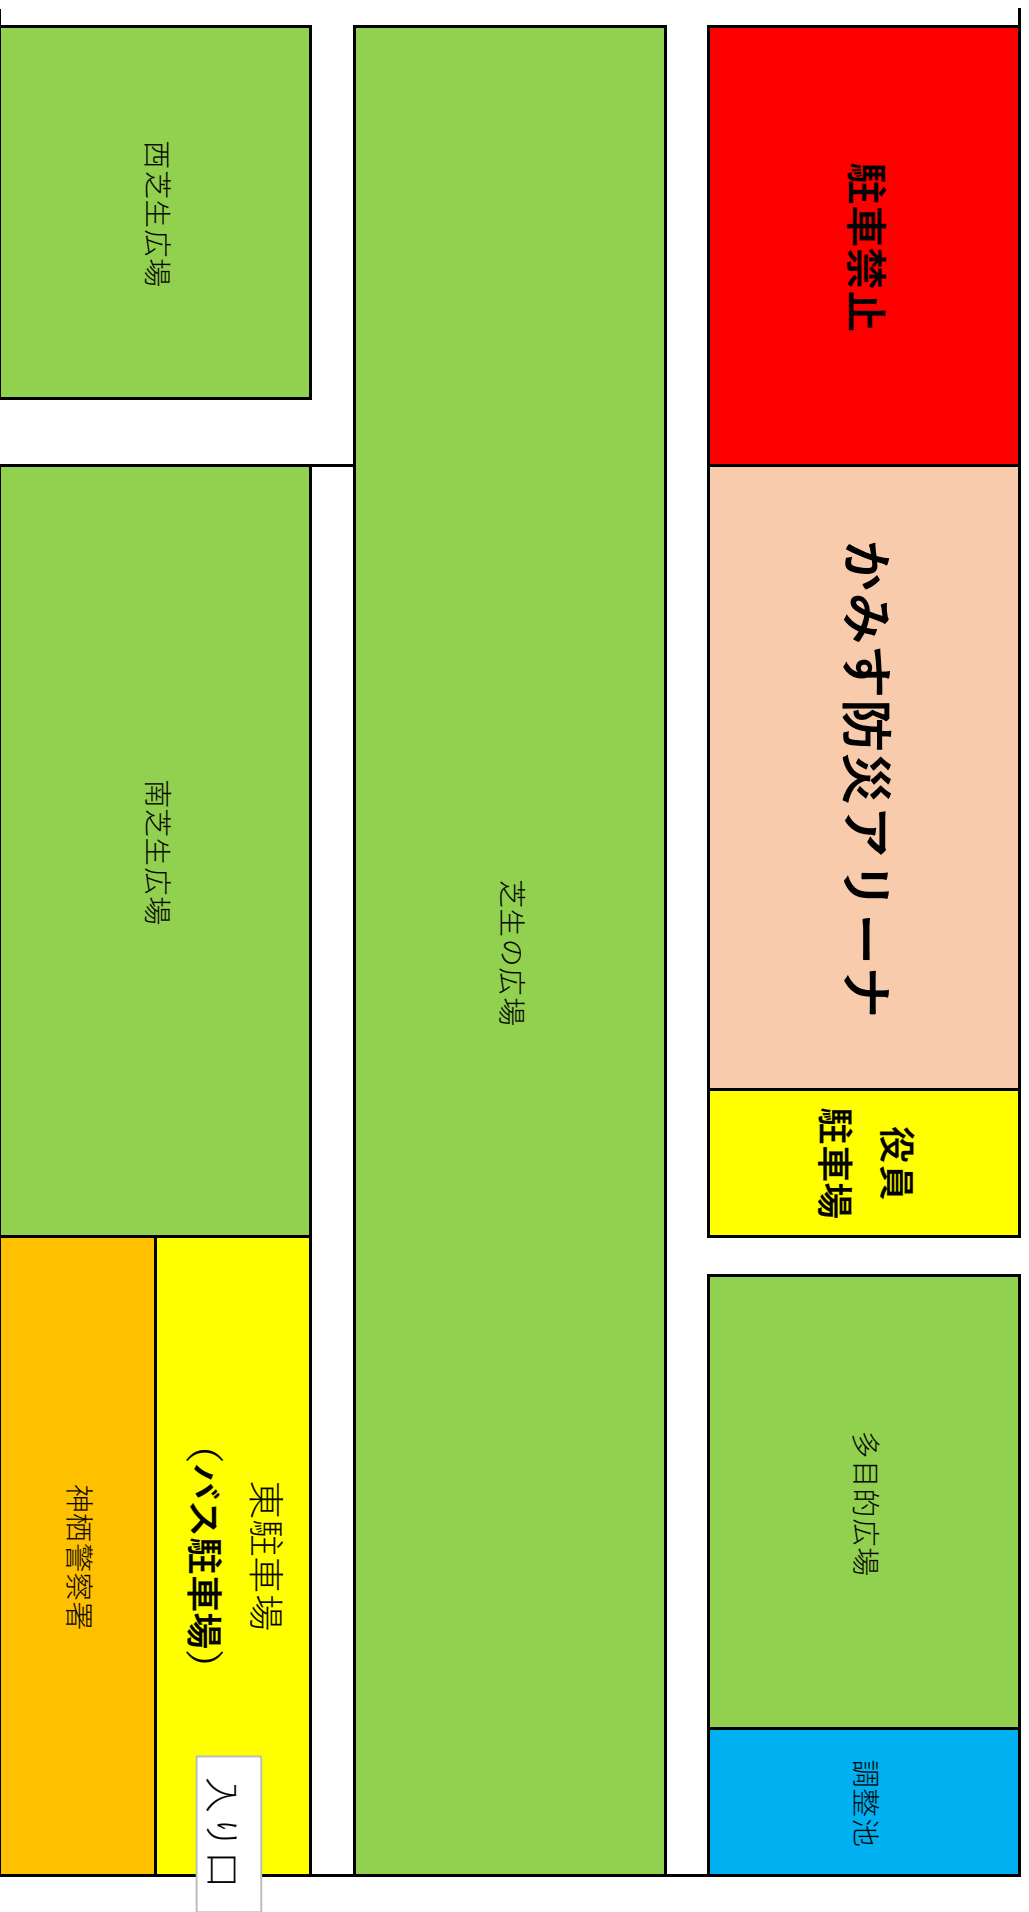 駐車禁止
かみす防災アリーナ
役員
駐車場
多目的広場
調整池
芝生の広場
西芝生広場
南芝生広場
東駐車場
（バス駐車場）
神栖警察署
入り口